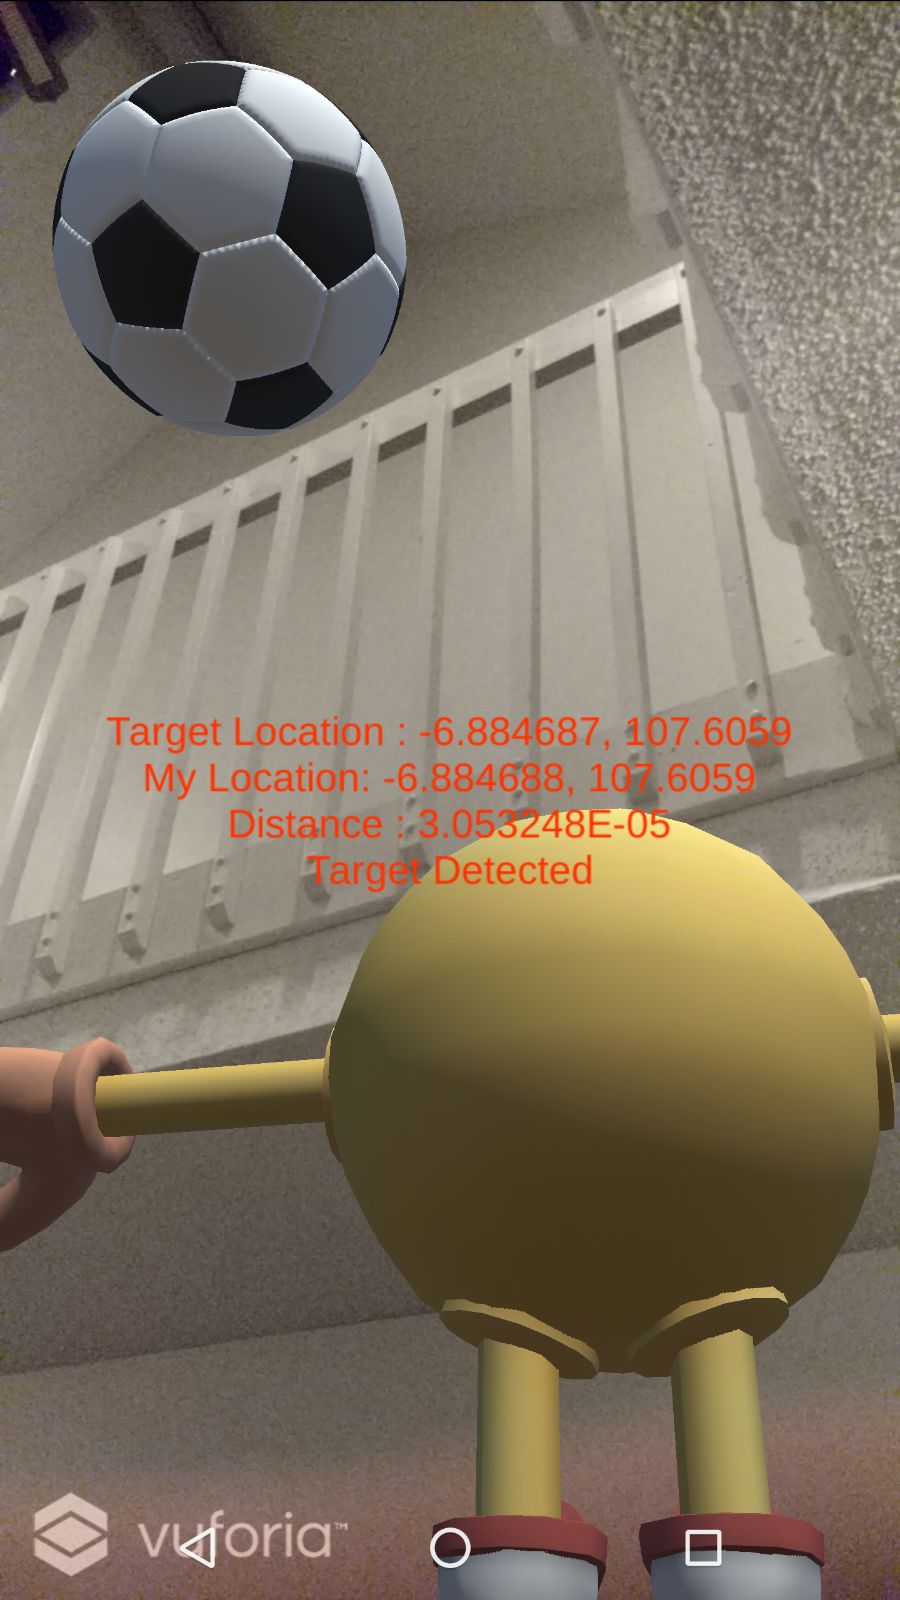 Target Location : -6.884687, 107.6059
My Location: -6.884688, 107.6059
Distance : 3.053248E-05
Target Detected
vuforia™